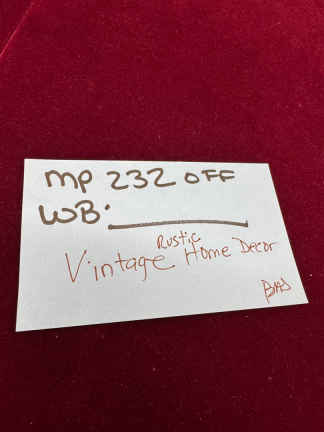 MP 232 OFF
WB:
Rustic
Vintage Home Decor